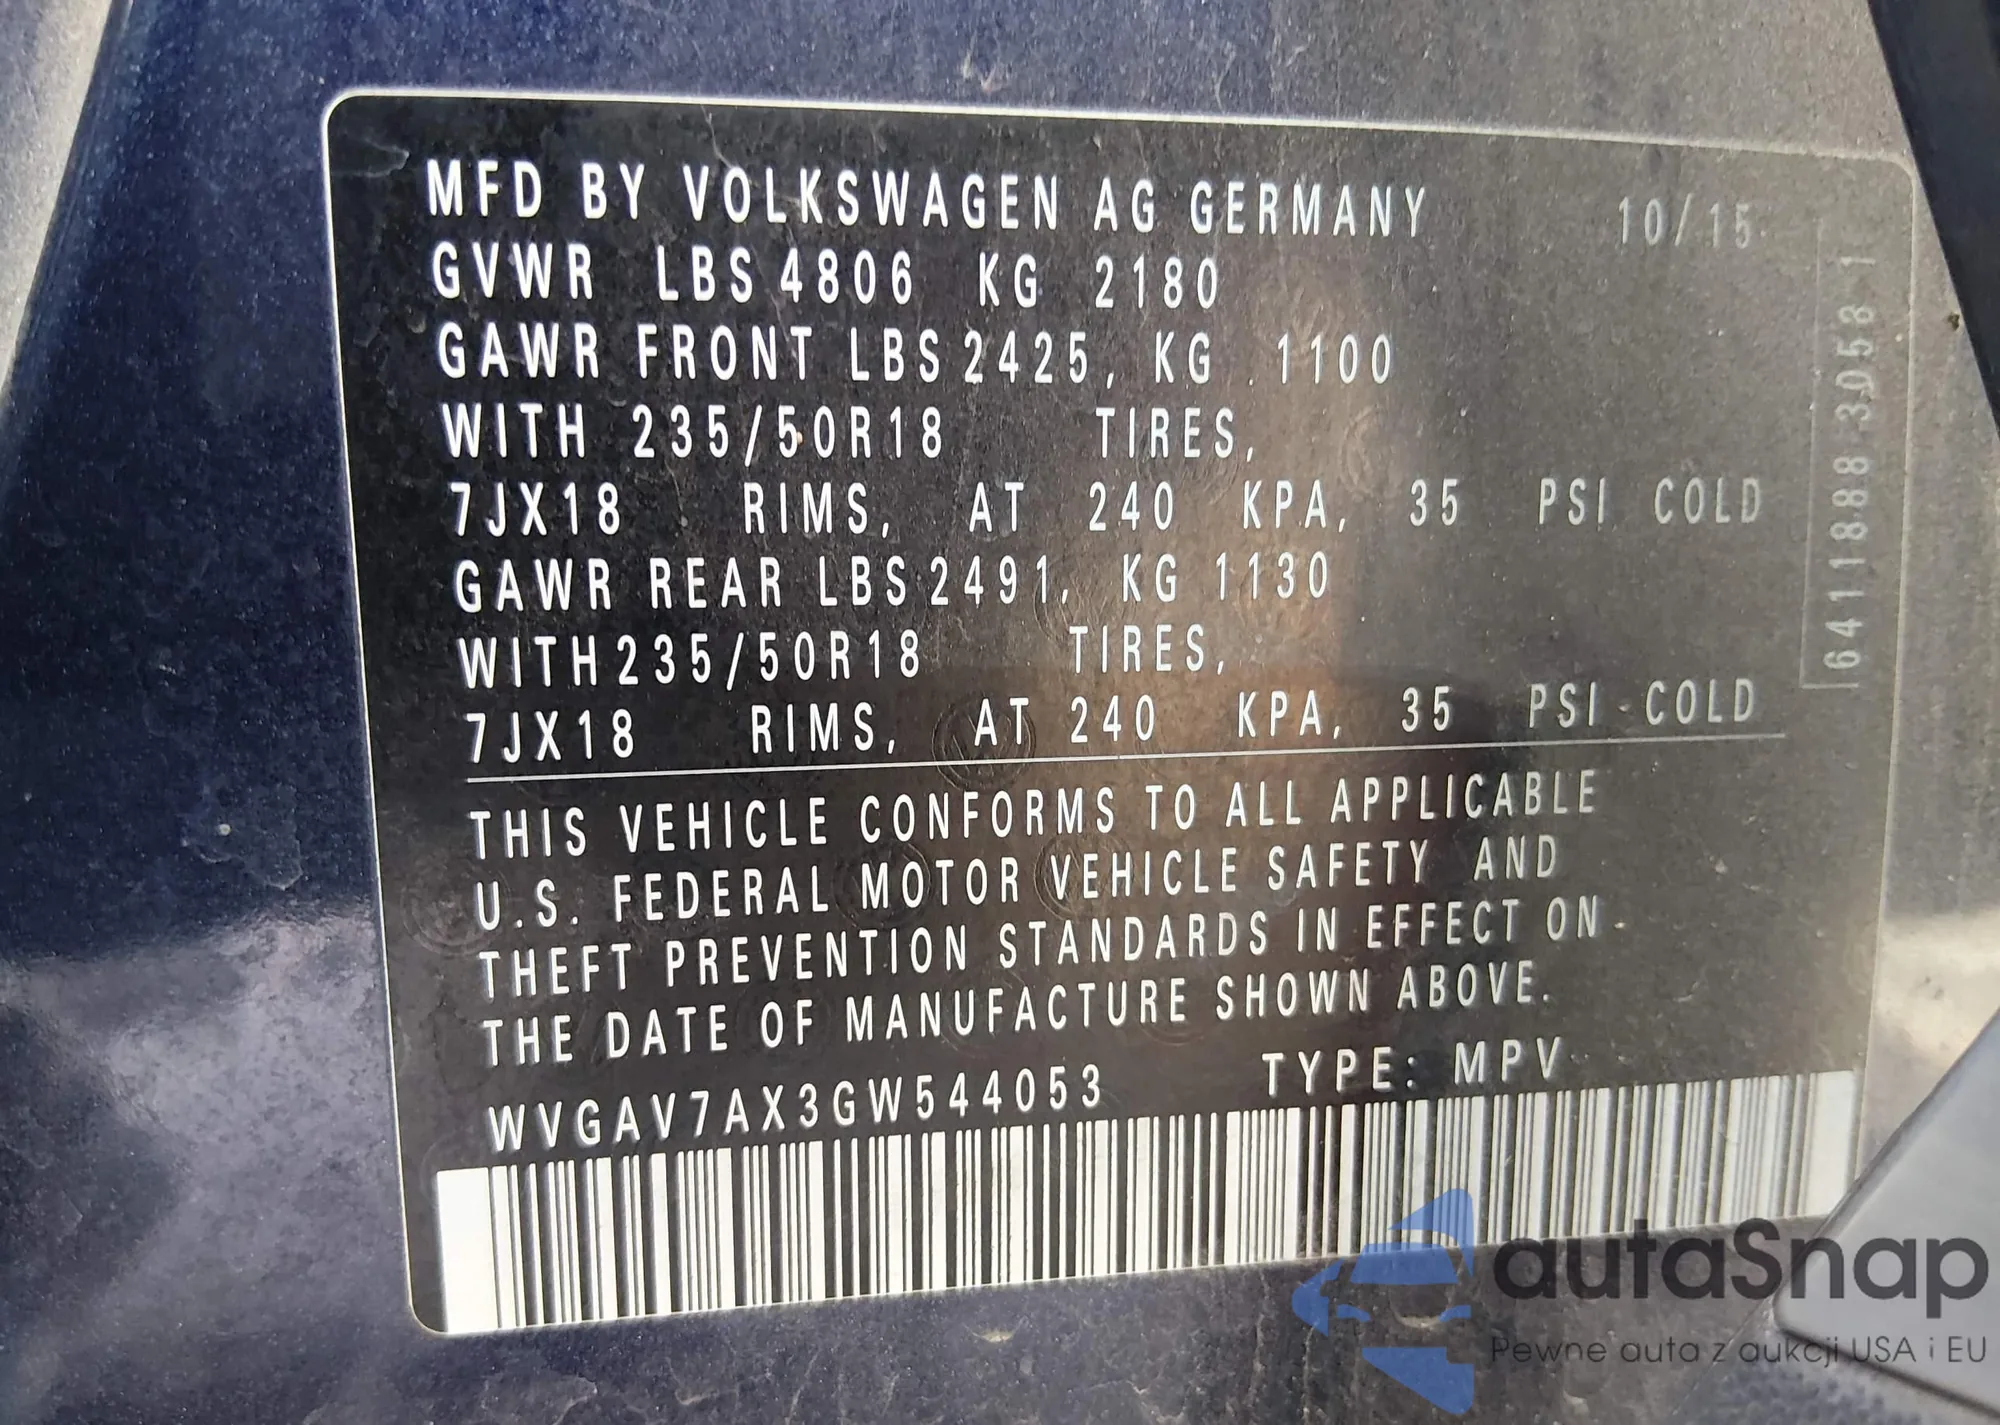 MFD BY VOLKSWAGEN AG GERMANY 10/15
GVWR LBS 4806 KG 2180
GAWR FRONT LBS 2425, KG 1100
WITH 235/50R18 TIRES,
7JX18 RIMS, AT 240 KPA, 35 PSI COLD
GAWR REAR LBS 2491, KG 1130
WITH 235/50R18 TIRES,
7JX18 RIMS, AT 240 KPA, 35 PSI COLD
THIS VEHICLE CONFORMS TO ALL APPLICABLE
U.S. FEDERAL MOTOR VEHICLE SAFETY AND
THEFT PREVENTION STANDARDS IN EFFECT ON
THE DATE OF MANUFACTURE SHOWN ABOVE.
WVGAV7AX3GW544053 TYPE: MPV
6411888 3058 1
autaSnap
Pewne auta z aukcji USA i EU